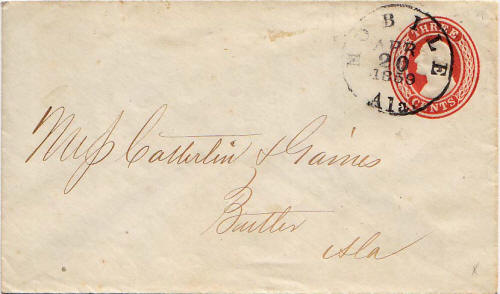 THREE
MOBILE
APR
20
1859
Ala
CENTS
Mess Catterlin & Gaines
Butler
Ala